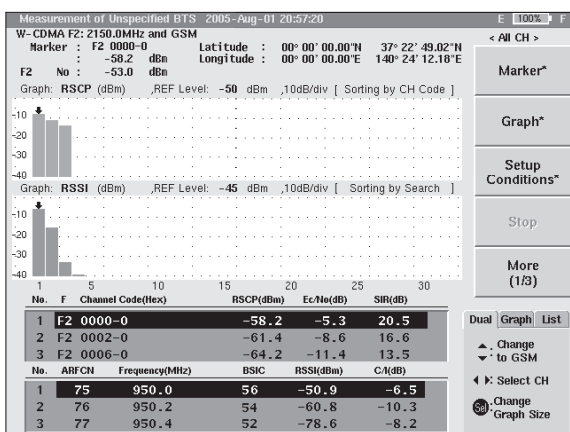 Measurement of Unspecified BTS 2005-Aug-01 20:57:20 E 100% F
W-CDMA F2: 2150.0MHz and GSM
Marker : F2 0000-0 Latitude : 00° 00' 00.00"N 37° 22' 49.02"N
: -58.2 dBm Longitude : 00° 00' 00.00"E 140° 24' 12.18"E
F2 No : -53.0 dBm
Graph: RSCP (dBm) ,REF Level: -50 dBm ,10dB/div [ Sorting by CH Code ]
-10
-20
-30
-40
Graph: RSSI (dBm) ,REF Level: -45 dBm ,10dB/div [ Sorting by Search ]
-10
-20
-30
-40
1 5 10 15 20 25 30
No. F Channel Code(Hex) RSCP(dBm) Ec/No(dB) SIR(dB)
1 F2 0000-0 -58.2 -5.3 20.5
2 F2 0002-0 -61.4 -8.6 16.6
3 F2 0006-0 -64.2 -11.4 13.5
No. ARFCN Frequency(MHz) BSIC RSSI(dBm) C/I(dB)
1 75 950.0 56 -50.9 -6.5
2 76 950.2 54 -60.8 -10.3
3 77 950.4 52 -78.6 -8.2
< All CH >
Marker*
Graph*
Setup
Conditions*
Stop
More
(1/3)
Dual Graph List
: Change
to GSM
: Select CH
Sel :Change
Graph Size